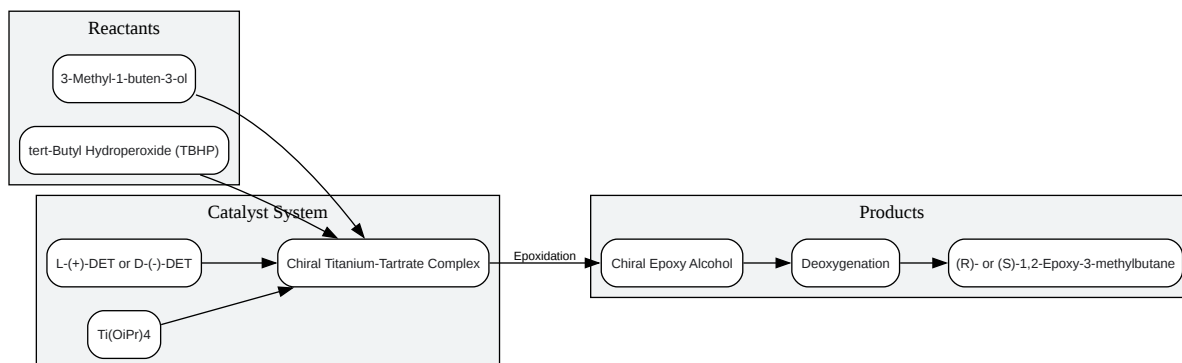 Reactants
3-Methyl-1-buten-3-ol
tert-Butyl Hydroperoxide (TBHP)
Catalyst System
L-(+)-DET or D-(-)-DET
Chiral Titanium-Tartrate Complex
Ti(OiPr)4
Epoxidation
Products
Chiral Epoxy Alcohol
Deoxygenation
(R)- or (S)-1,2-Epoxy-3-methylbutane